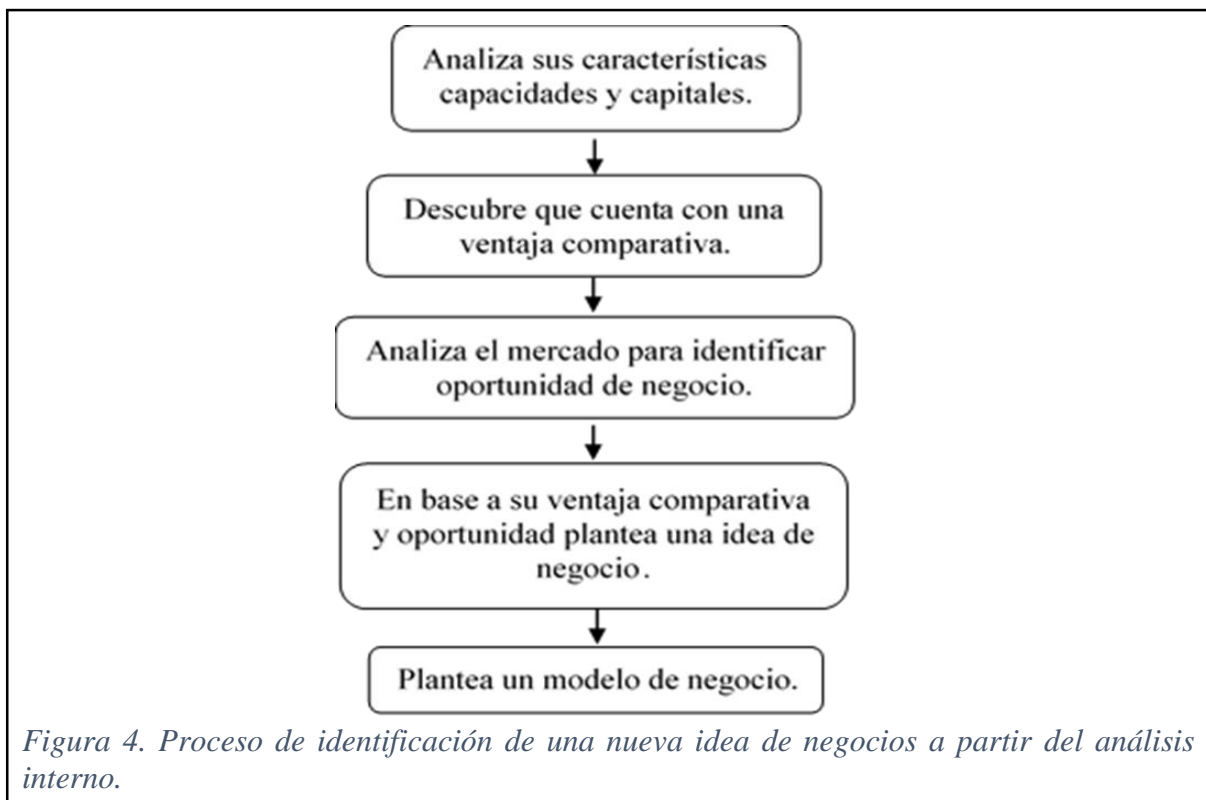 Analiza sus características
capacidades y capitales.
Descubre que cuenta con una
ventaja comparativa.
Analiza el mercado para identificar
oportunidad de negocio.
En base a su ventaja comparativa
y oportunidad plantea una idea de
negocio.
Plantea un modelo de negocio.
Figura 4. Proceso de identificación de una nueva idea de negocios a partir del análisis
interno.